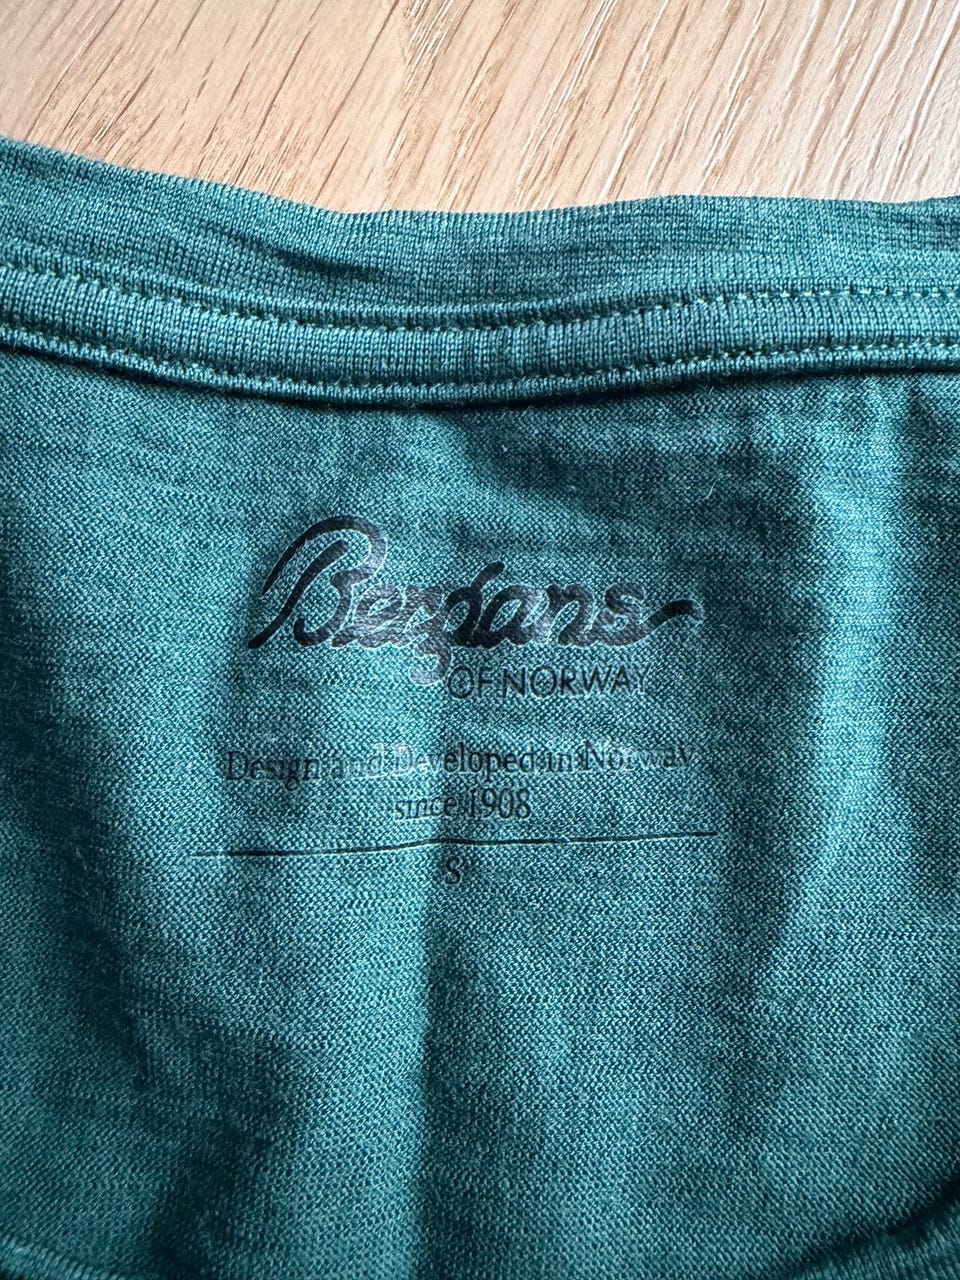 Bergans
OF NORWAY
Design and Developed in Norway
since 1908
S